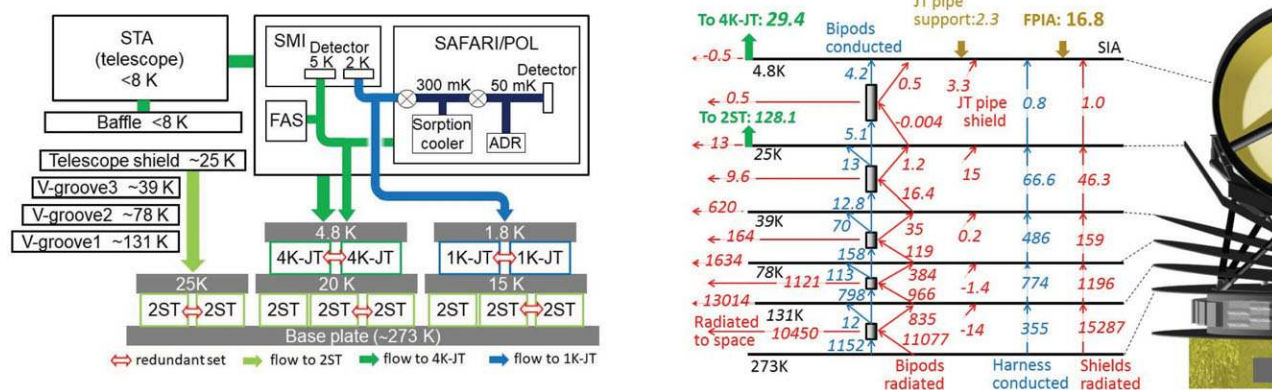 STA
(telescope)
<8 K
Baffle <8 K
Telescope shield ~25 K
V-groove3 ~39 K
V-groove2 ~78 K
V-groove1 ~131 K
SMI
Detector
5 K 2 K
FAS
SAFARI/POL
Detector
300 mK 50 mK
Sorption
cooler
ADR
4.8 K
4K-JT 4K-JT
1.8 K
1K-JT 1K-JT
25K
20 K
15 K
2ST 2ST
2ST 2ST 2ST
2ST 2ST 2ST
Base plate (~273 K)
redundant set
flow to 2ST
flow to 4K-JT
flow to 1K-JT
To 4K-JT: 29.4
Bipods
conducted
JT pipe
support:2.3
FPIA: 16.8
SIA
-0.5
4.8K
4.2
0.5
3.3
JT pipe
shield
0.8
1.0
0.5
-0.004
To 2ST: 128.1
5.1
13
25K
13
1.2
15
66.6
46.3
9.6
16.4
12.8
620
39K
70
35
0.2
486
159
164
119
158
1634
78K
113
384
-1.4
774
1196
1121
966
798
13014
131K
12
835
-14
355
15287
Radiated
to space
10450
11077
1152
273K
Bipods
radiated
Harness
conducted
Shields
radiated